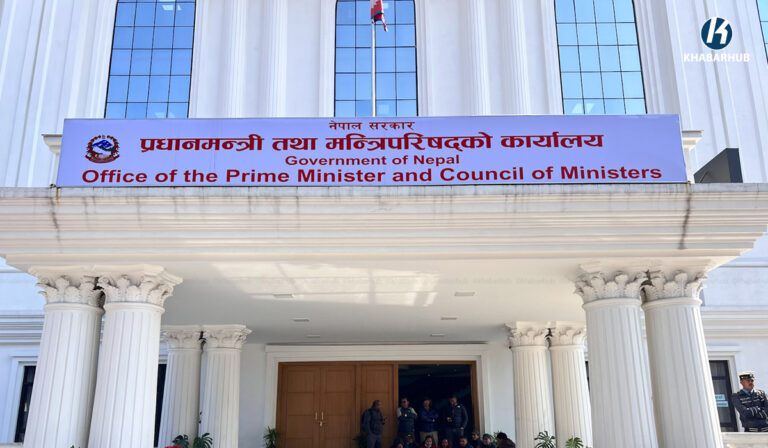 KHABARHUB
नेपाल सरकार
प्रधानमन्त्री तथा मन्त्रिपरिषद्को कार्यालय
Government of Nepal
Office of the Prime Minister and Council of Ministers